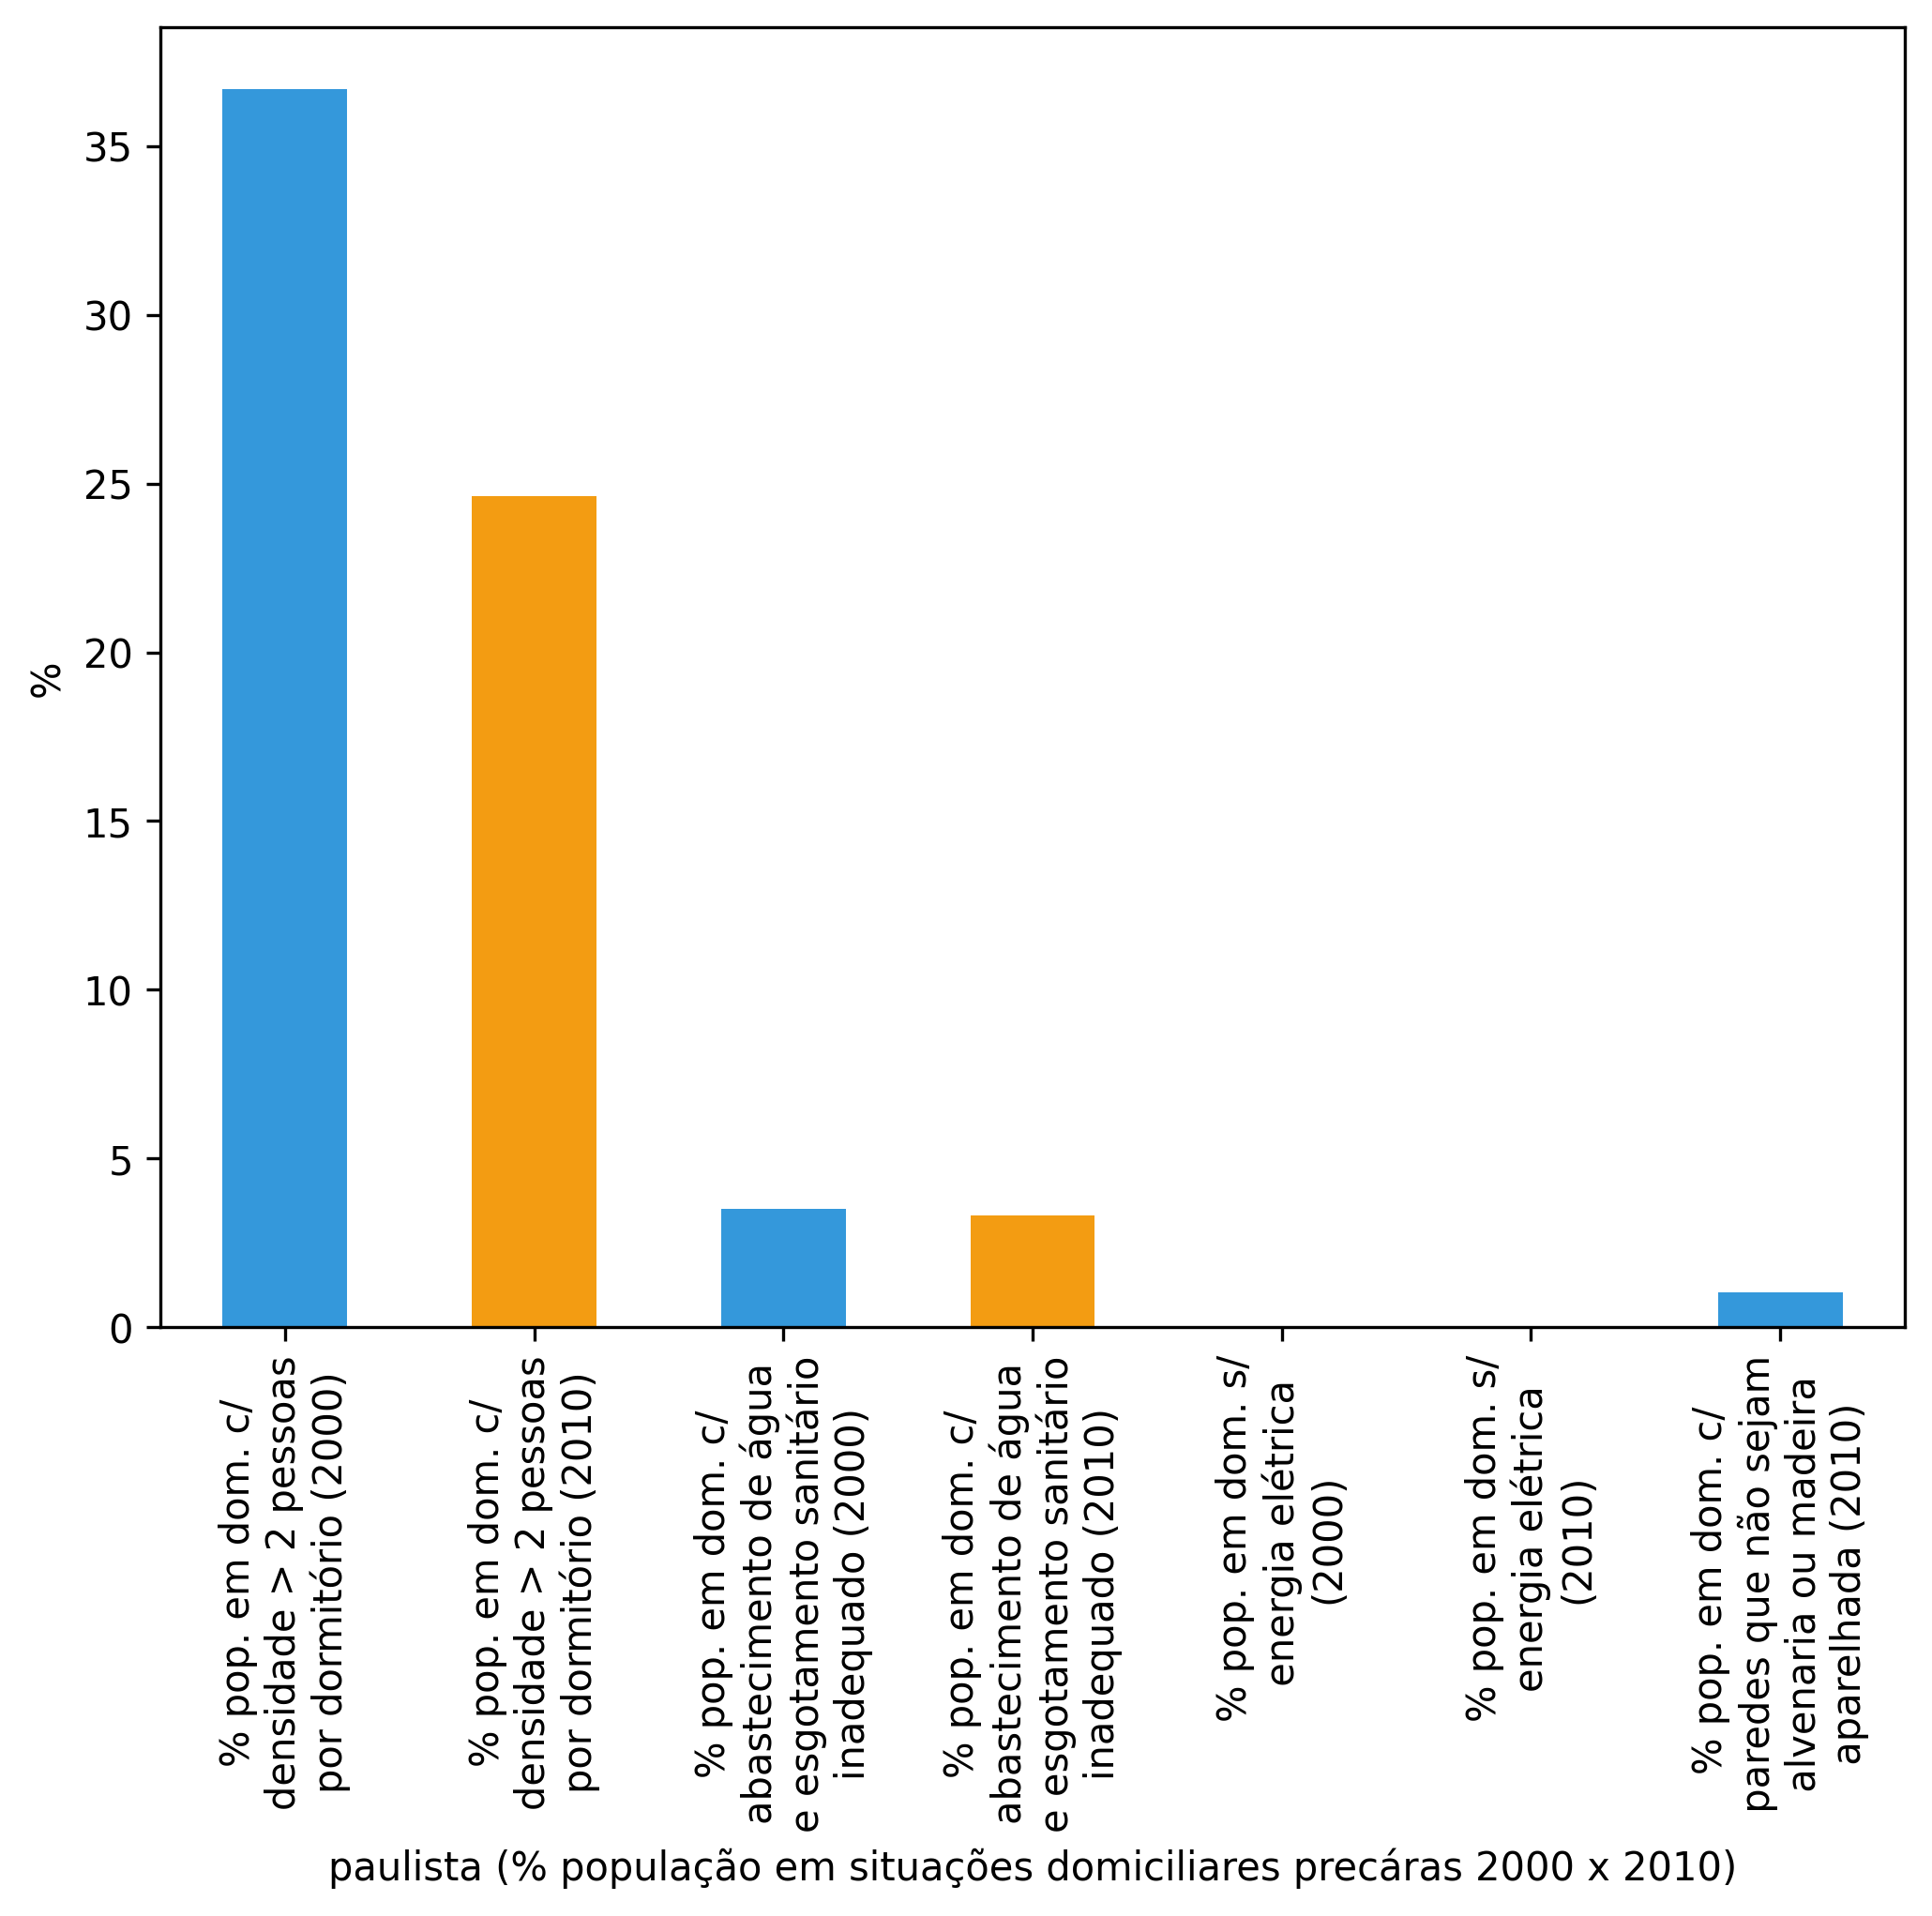 %
35
30
25
20
15
10
5
0
% pop. em dom. c/
densidade > 2 pessoas
por dormitório (2000)
% pop. em dom. c/
densidade > 2 pessoas
por dormitório (2010)
% pop. em dom. c/
abastecimento de água
e esgotamento sanitário
inadequado (2000)
% pop. em dom. c/
abastecimento de água
e esgotamento sanitário
inadequado (2010)
% pop. em dom. s/
energia elétrica
(2000)
% pop. em dom. s/
energia elétrica
(2010)
% pop. em dom. c/
paredes que não sejam
alvenaria ou madeira
aparelhada (2010)
paulista (% população em situações domiciliares precáras 2000 x 2010)